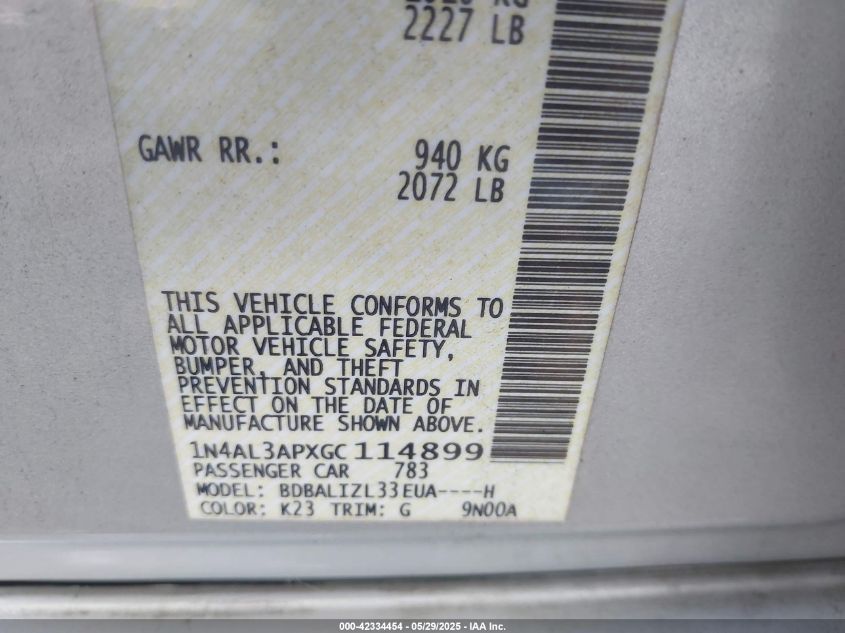 2227 LB
GAWR RR.: 940 KG
2072 LB
THIS VEHICLE CONFORMS TO
ALL APPLICABLE FEDERAL
MOTOR VEHICLE SAFETY,
BUMPER, AND THEFT
PREVENTION STANDARDS IN
EFFECT ON THE DATE OF
MANUFACTURE SHOWN ABOVE.
1N4AL3APXGC114899
PASSENGER CAR 783
MODEL: BDBALIZL33EUA----H
COLOR: K23 TRIM: G 9N00A
000-42334454 - 05/29/2025 - IAA Inc.